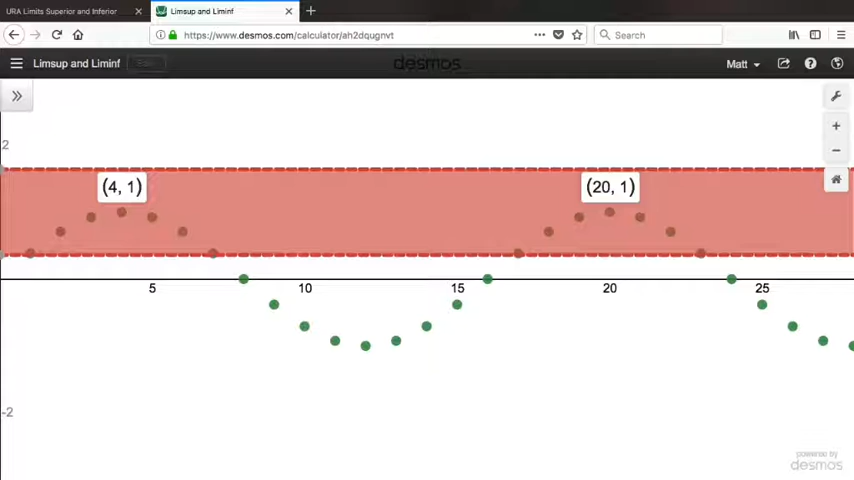 URA Limits Superior and Inferior
Limsup and Liminf
https://www.desmos.com/calculator/ah2dqugnvt
Search
Limsup and Liminf
desmos
Matt
2
(4, 1)
(20, 1)
5
10
15
20
25
-2
powered by
desmos